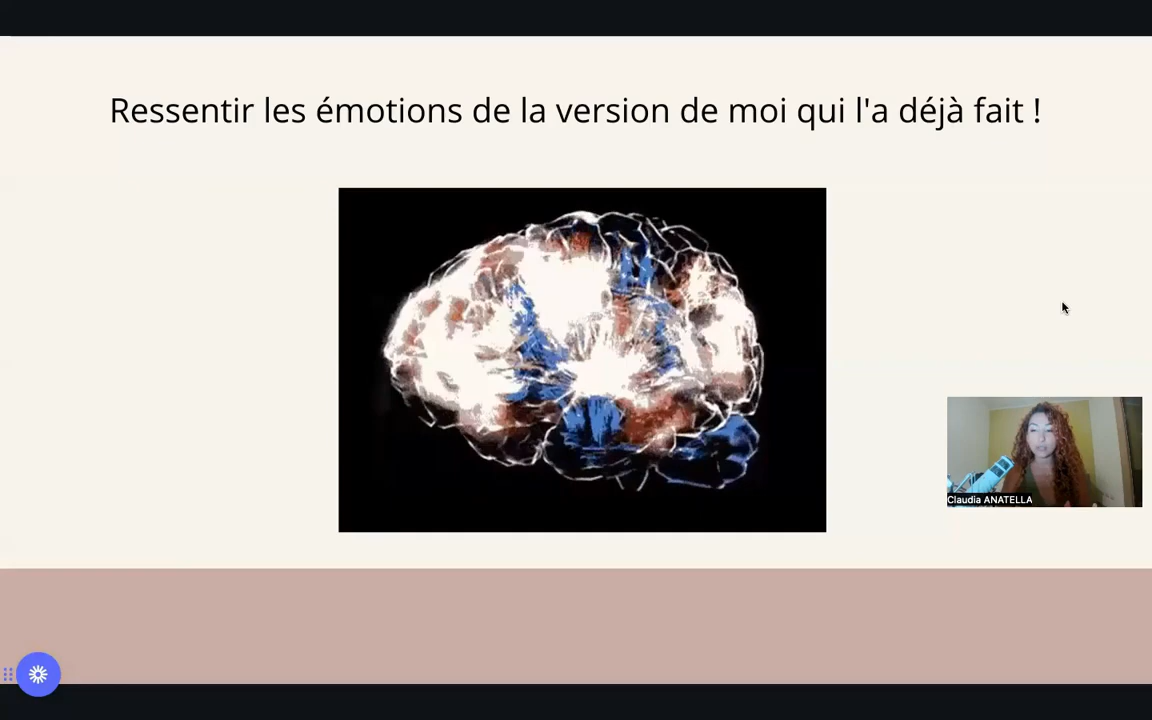 Ressentir les émotions de la version de moi qui l'a déjà fait !
Claudia ANATELLA